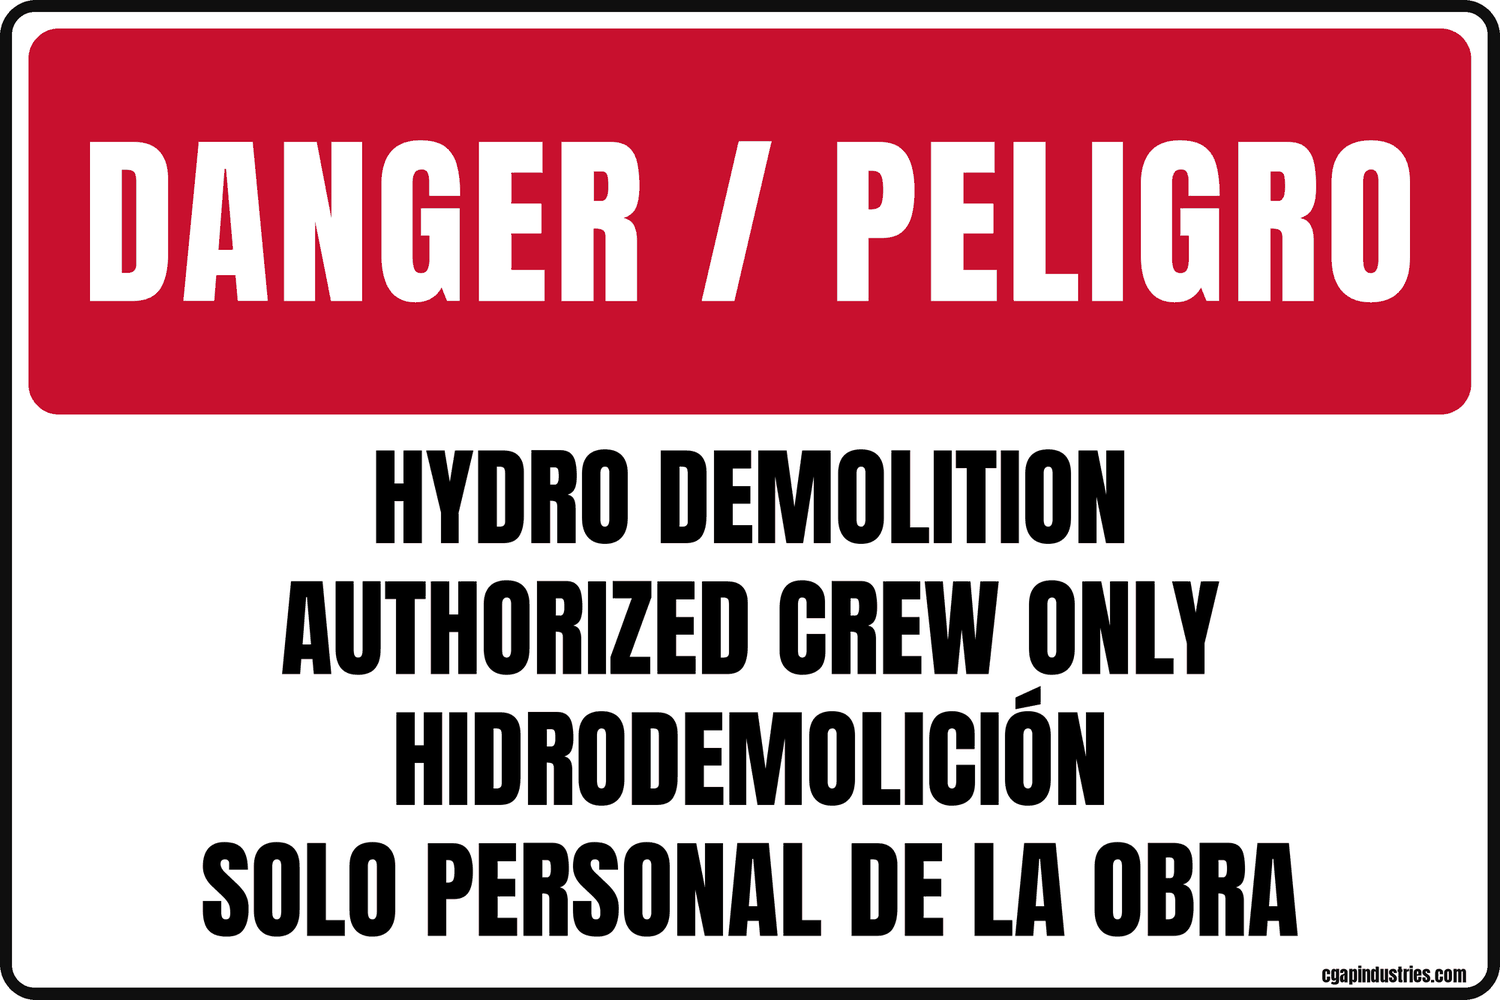 DANGER / PELIGRO
HYDRO DEMOLITION
AUTHORIZED CREW ONLY
HIDRODEMOLICIÓN
SOLO PERSONAL DE LA OBRA
cgapindustries.com